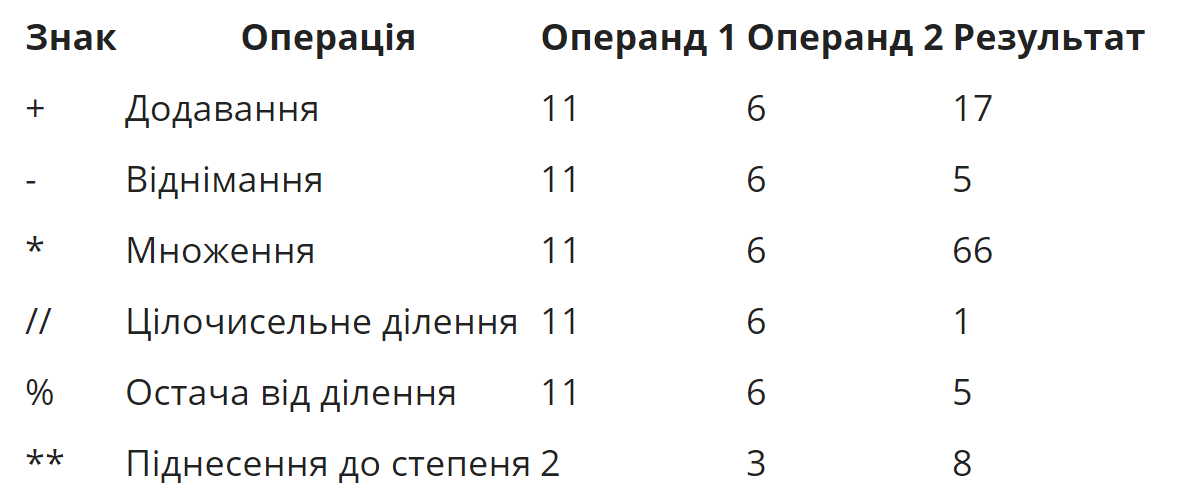 Знак Операція Операнд 1 Операнд 2 Результат
+ Додавання 11 6 17
- Віднімання 11 6 5
* Множення 11 6 66
// Цілочисельне ділення 11 6 1
% Остача від ділення 11 6 5
** Піднесення до степеня 2 3 8